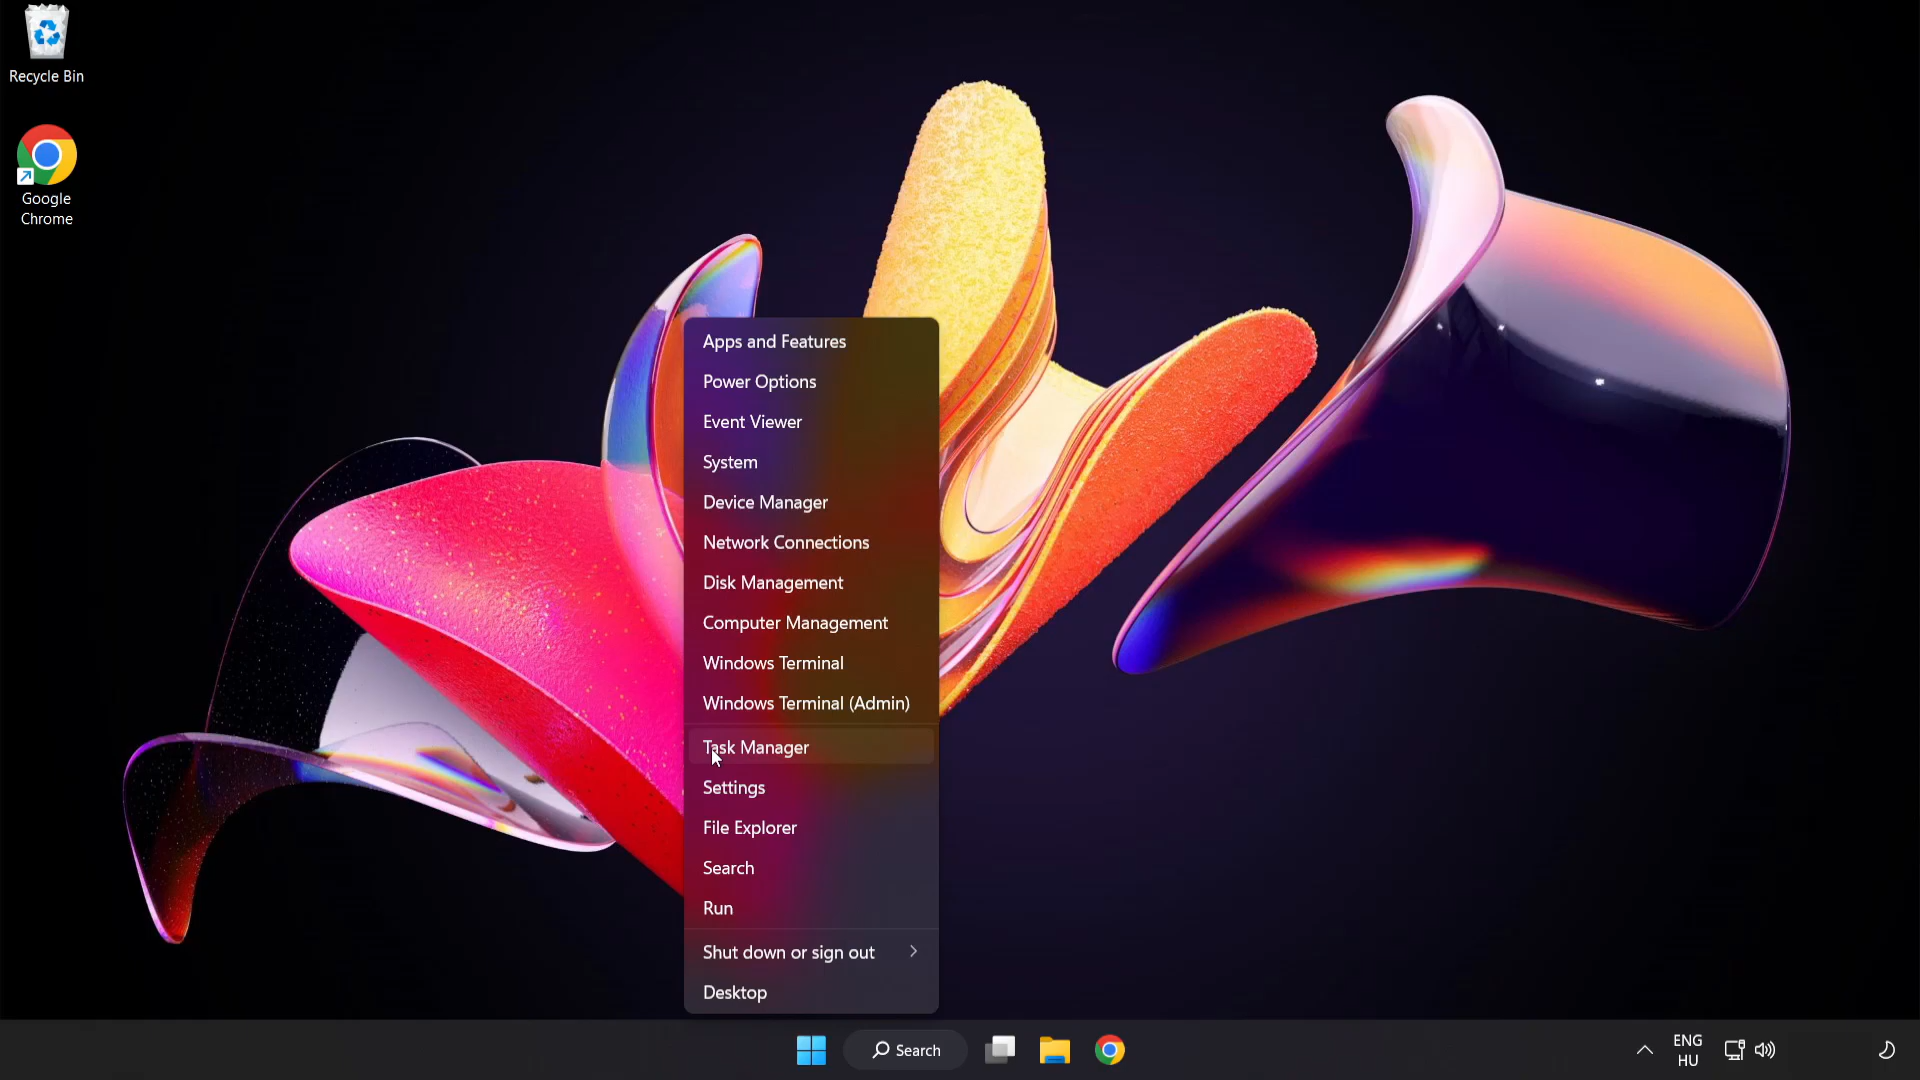 Recycle Bin
Google
Chrome
Apps and Features
Power Options
Event Viewer
System
Device Manager
Network Connections
Disk Management
Computer Management
Windows Terminal
Windows Terminal (Admin)
Task Manager
Settings
File Explorer
Search
Run
Shut down or sign out
Desktop
Search
ENG
HU